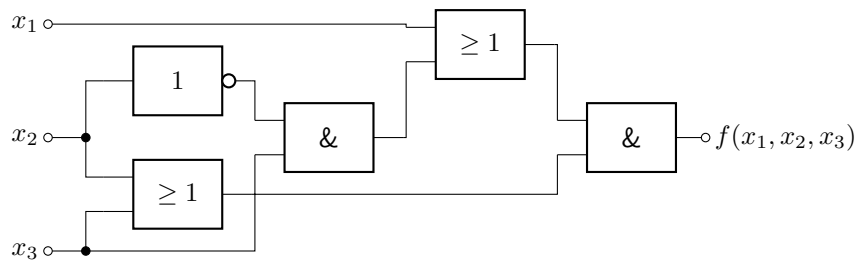 x₁
≥ 1
1
x₂
&
&
f(x₁, x₂, x₃)
≥ 1
x₃